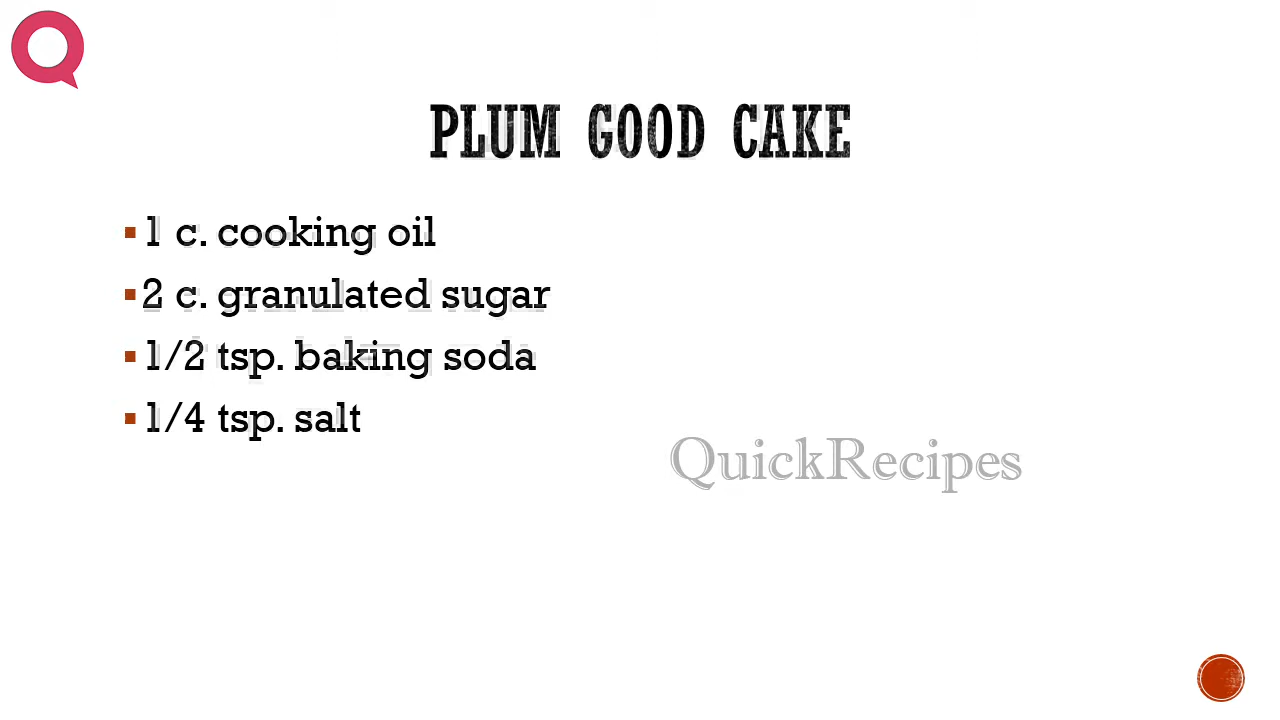 PLUM GOOD CAKE
1 c. cooking oil
2 c. granulated sugar
1/2 tsp. baking soda
1/4 tsp. salt
QuickRecipes